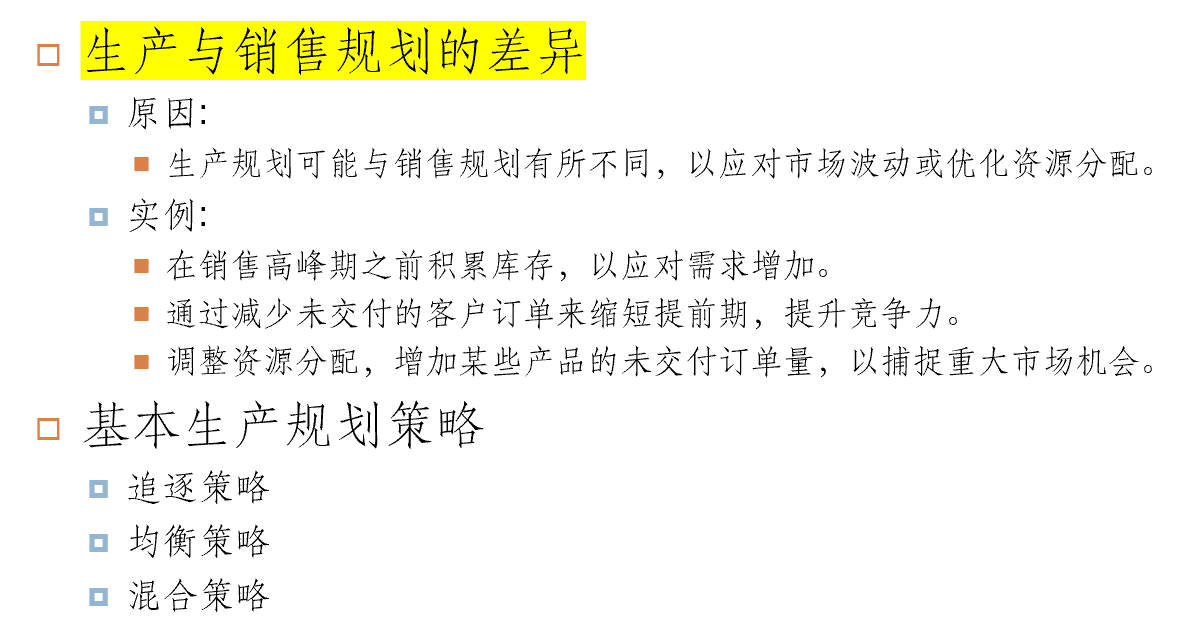 生产与销售规划的差异
原因:
生产规划可能与销售规划有所不同，以应对市场波动或优化资源分配。
实例:
在销售高峰期之前积累库存，以应对需求增加。
通过减少未交付的客户订单来缩短提前期，提升竞争力。
调整资源分配，增加某些产品的未交付订单量，以捕捉重大市场机会。
基本生产规划策略
追逐策略
均衡策略
混合策略